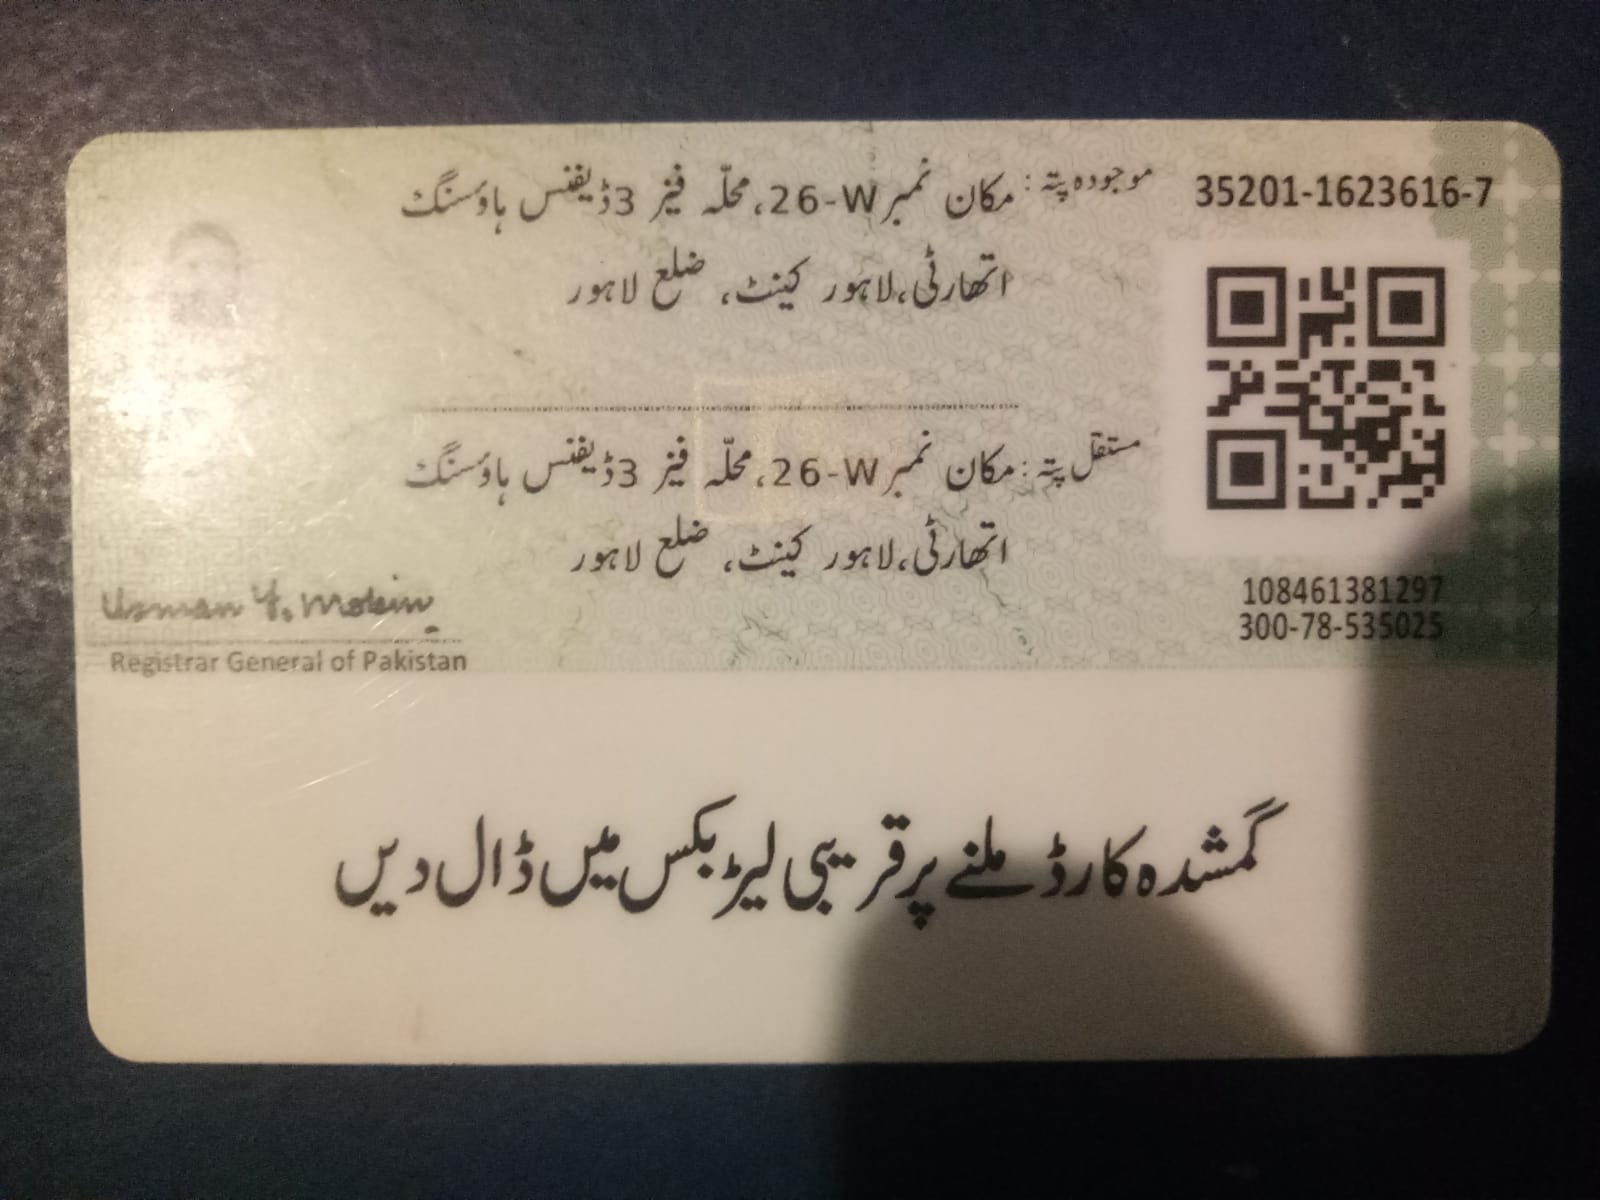 35201-1623616-7
موجودہ پتہ: مکان نمبر 26-W، محلّہ فیز 3 ڈیفنس ہاؤسنگ
اتھارٹی، لاہور کینٹ، ضلع لاہور
مستقل پتہ: مکان نمبر 26-W، محلّہ فیز 3 ڈیفنس ہاؤسنگ
اتھارٹی، لاہور کینٹ، ضلع لاہور
108461381297
300-78-535025
Usman Y. Mobin
Registrar General of Pakistan
گمشدہ کارڈ ملنے پر قریبی لیٹر بکس میں ڈال دیں